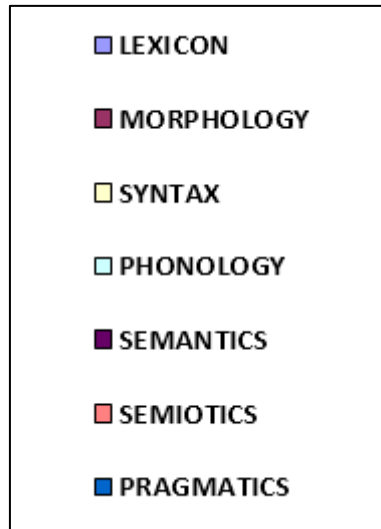 LEXICON
MORPHOLOGY
SYNTAX
PHONOLOGY
SEMANTICS
SEMIOTICS
PRAGMATICS